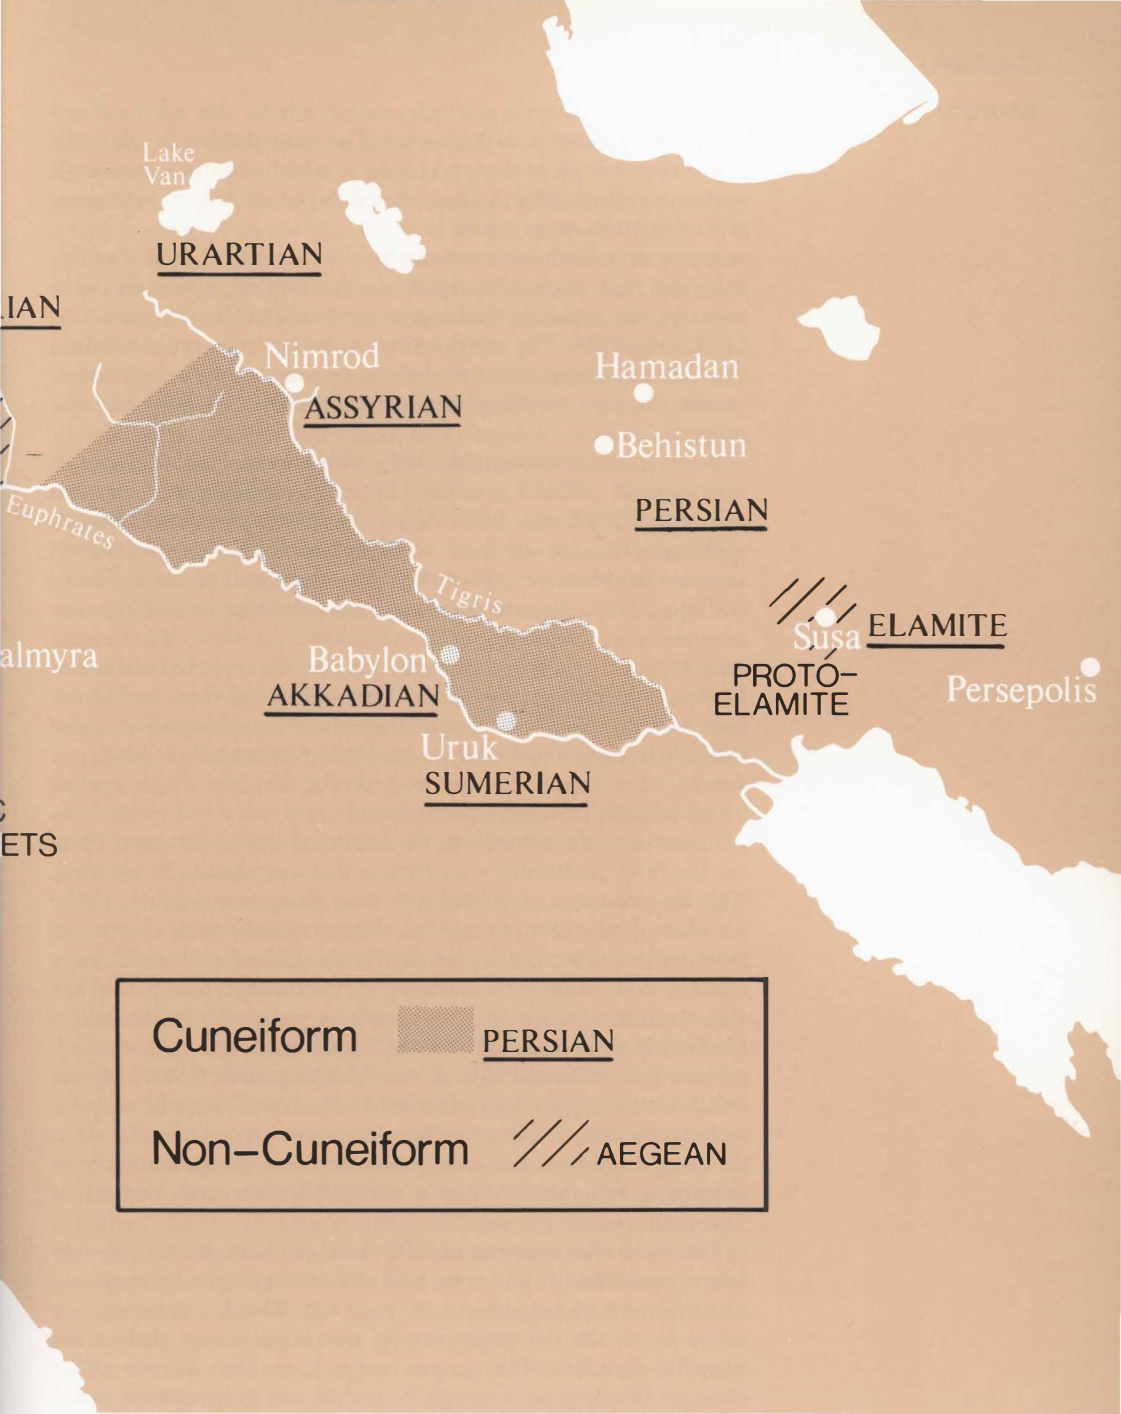 Lake
Van
URARTIAN
IAN
Nimrod
ASSYRIAN
Hamadan
Behistun
PERSIAN
Euphrates
Tigris
Susa
ELAMITE
PROTO–
ELAMITE
Persepolis
almyra
Babylon
AKKADIAN
Uruk
SUMERIAN
ETS
Cuneiform PERSIAN
Non–Cuneiform AEGEAN